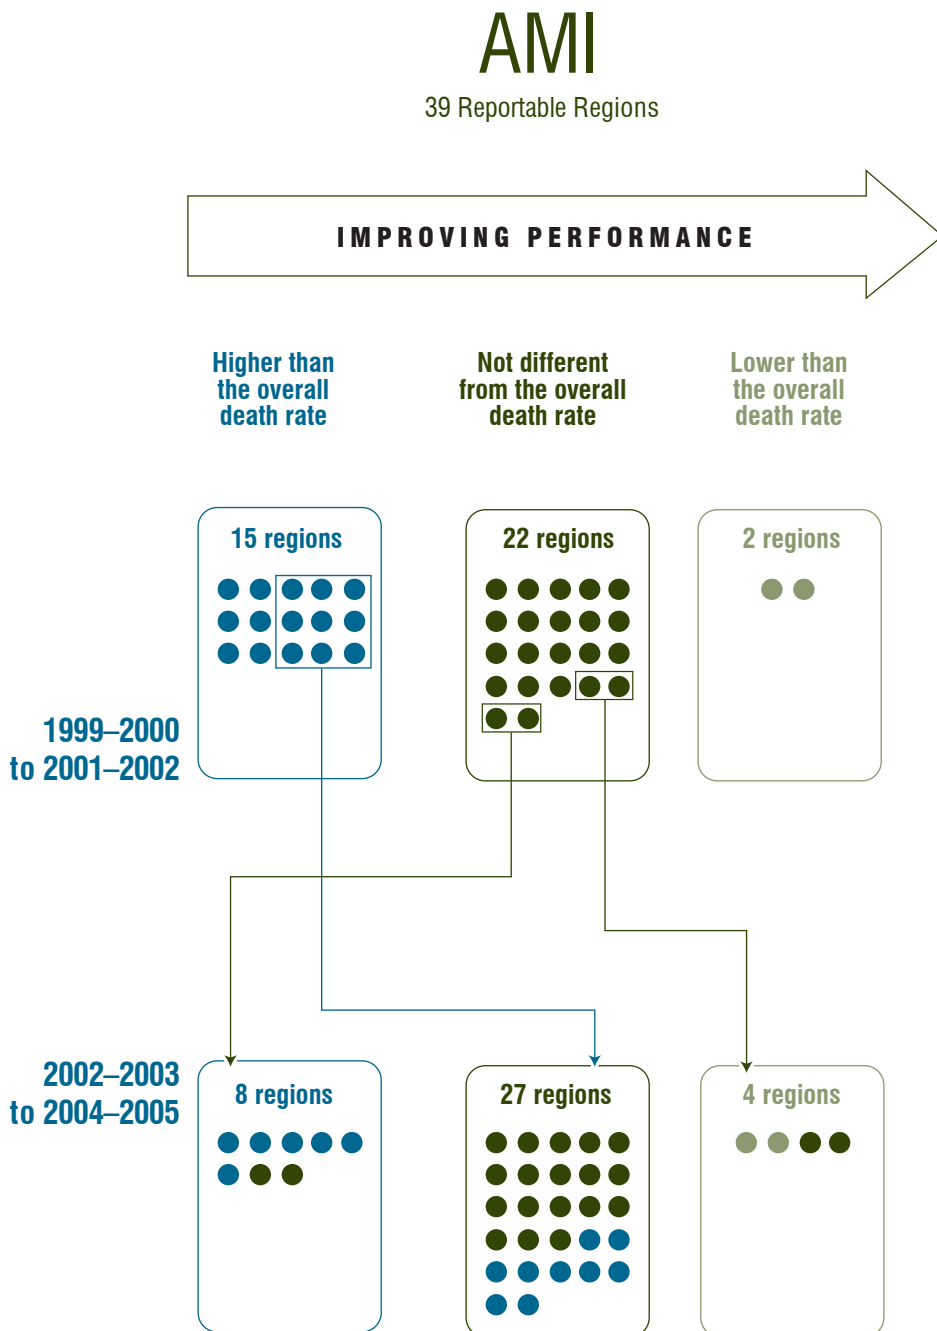 AMI
39 Reportable Regions
IMPROVING PERFORMANCE
Higher than
the overall
death rate
Not different
from the overall
death rate
Lower than
the overall
death rate
15 regions
22 regions
2 regions
1999–2000
to 2001–2002
2002–2003
to 2004–2005
8 regions
27 regions
4 regions